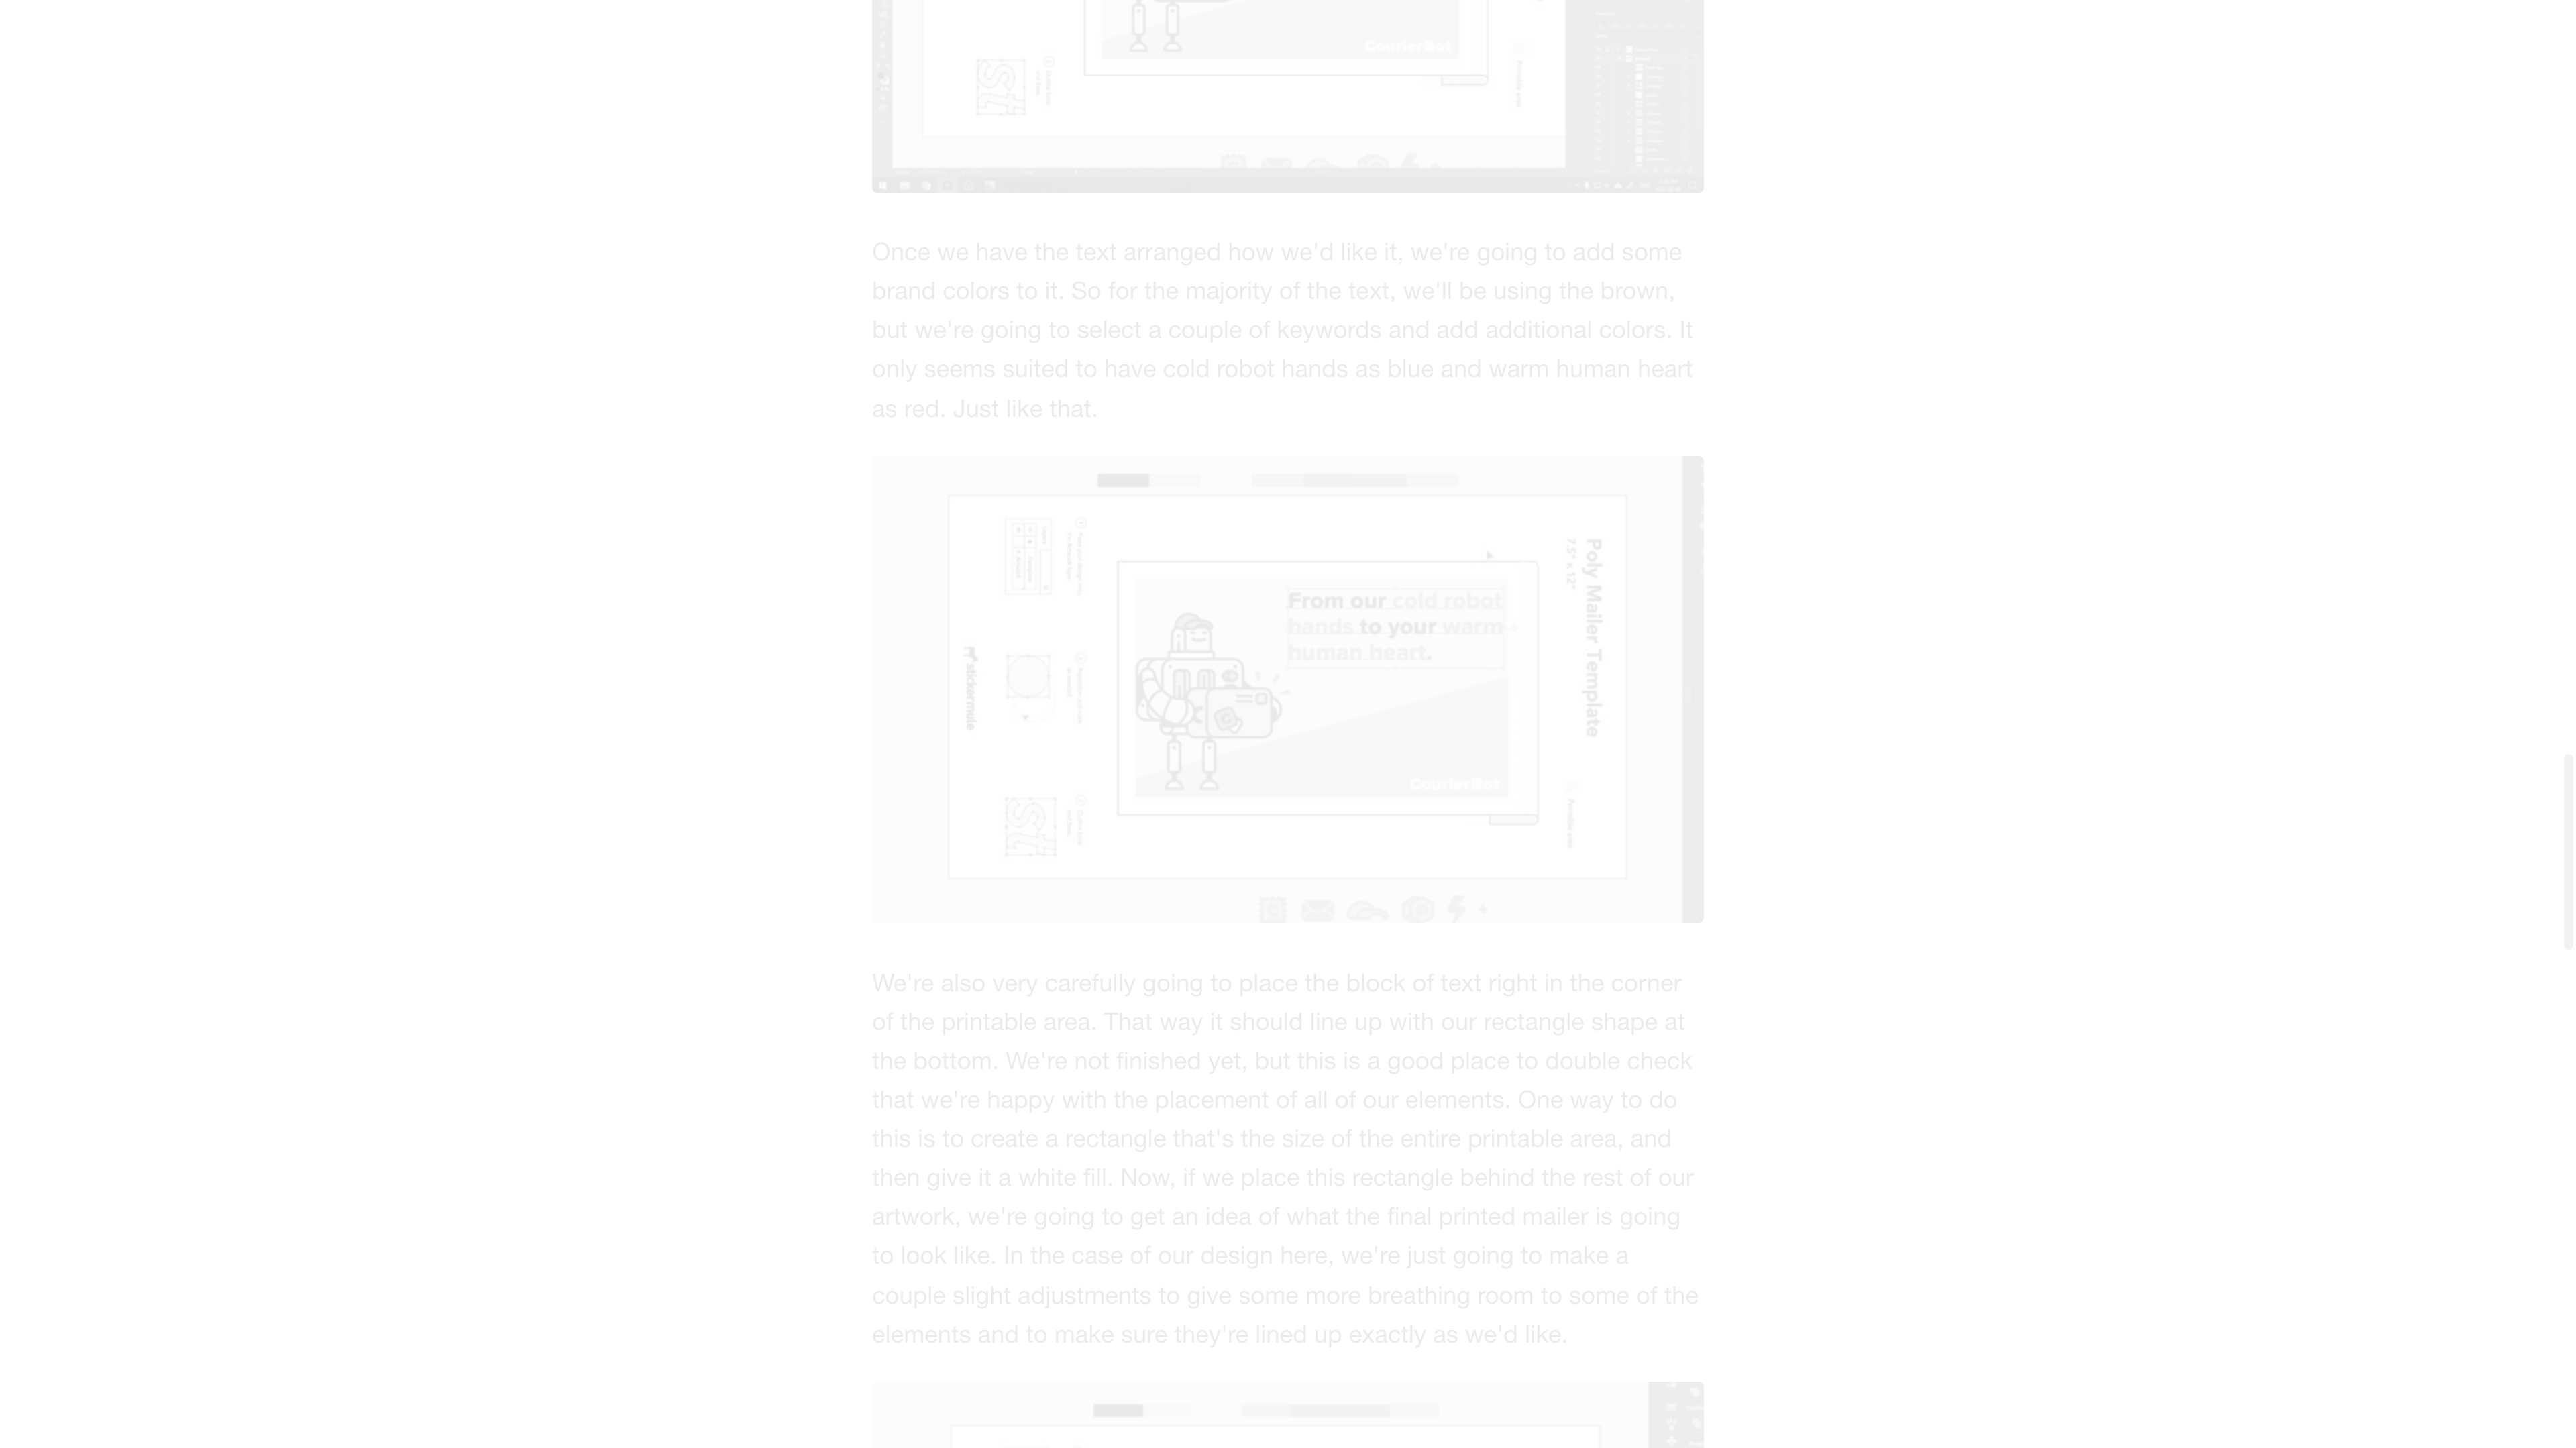 CourierBot
Once we have the text arranged how we'd like it, we're going to add some
brand colors to it. So for the majority of the text, we'll be using the brown,
but we're going to select a couple of keywords and add additional colors. It
only seems suited to have cold robot hands as blue and warm human heart
as red. Just like that.
Poly Mailer Template
7.5" x 12"
From our cold robot
hands to your warm
human heart.
CourierBot
Printable area
stickermule
We're also very carefully going to place the block of text right in the corner
of the printable area. That way it should line up with our rectangle shape at
the bottom. We're not finished yet, but this is a good place to double check
that we're happy with the placement of all of our elements. One way to do
this is to create a rectangle that's the size of the entire printable area, and
then give it a white fill. Now, if we place this rectangle behind the rest of our
artwork, we're going to get an idea of what the final printed mailer is going
to look like. In the case of our design here, we're just going to make a
couple slight adjustments to give some more breathing room to some of the
elements and to make sure they're lined up exactly as we'd like.